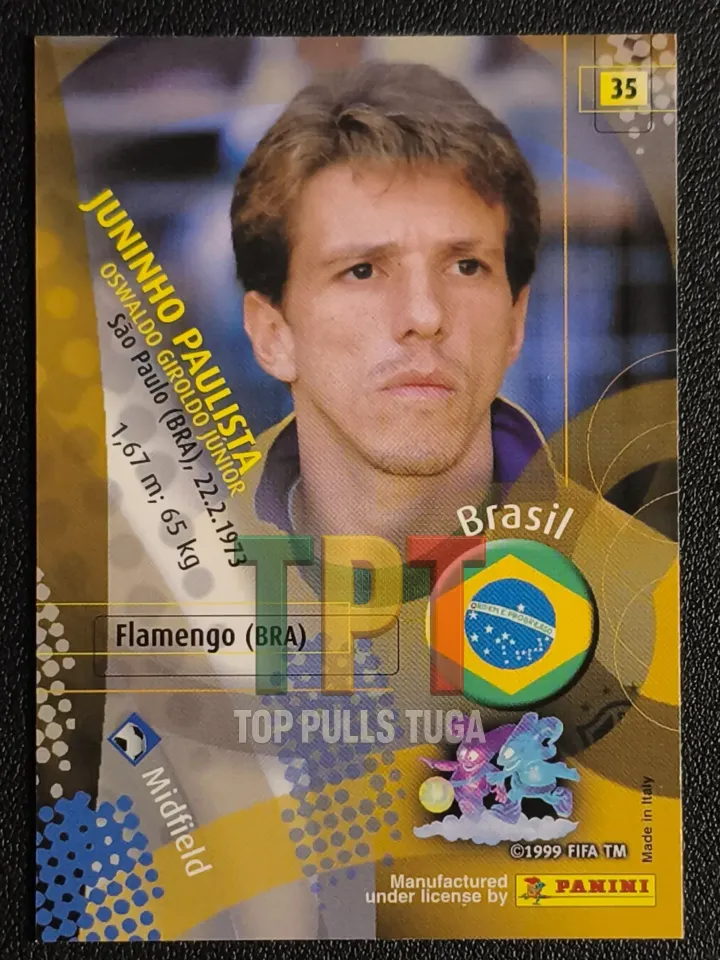 35
JUNINHO PAULISTA
OSWALDO GIROLDO JÚNIOR
São Paulo (BRA), 22.2.1973
1,67 m; 65 kg
Brasil
ORDEM E PROGRESSO
Flamengo (BRA)
TPT
TOP PULLS TUGA
Midfield
©1999 FIFA TM
Made in Italy
Manufactured
under license by PANINI